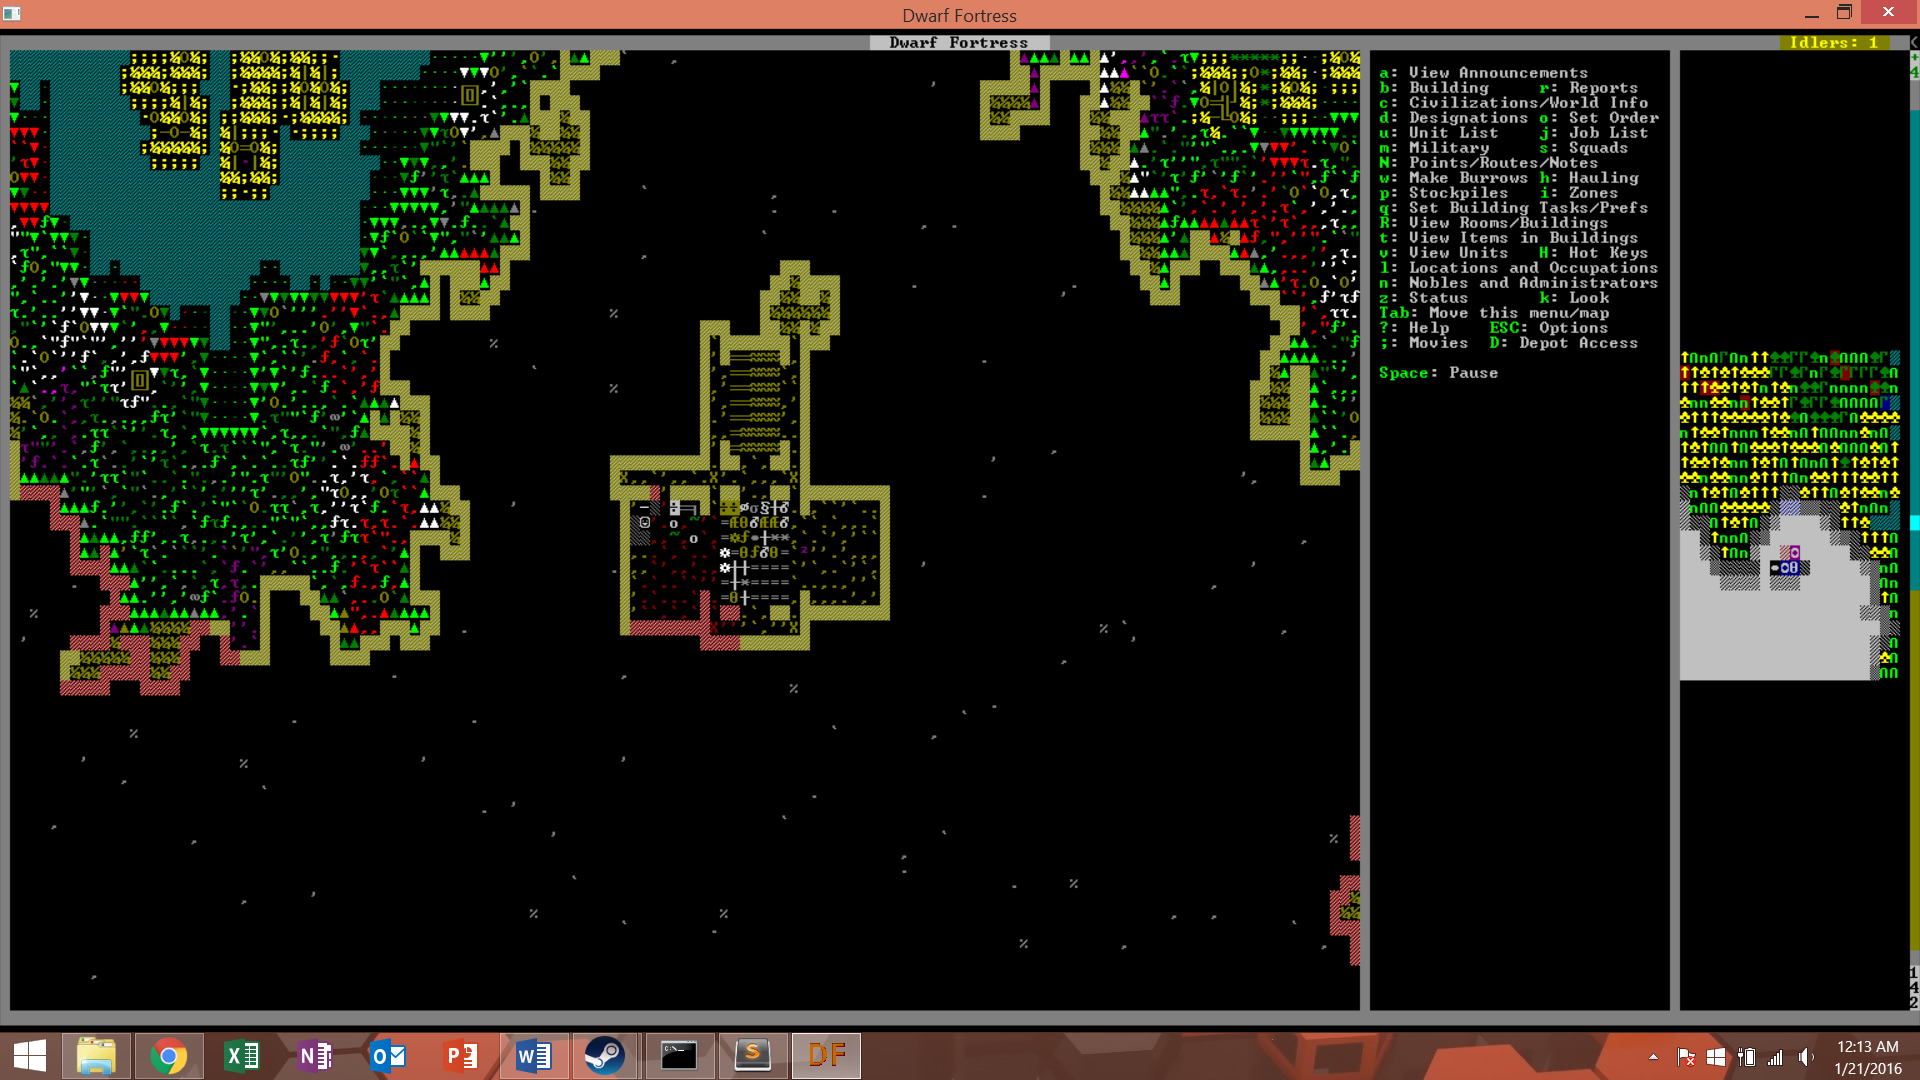 Dwarf Fortress
Dwarf Fortress
Idlers: 1
a: View Announcements
b: Building r: Reports
c: Civilizations/World Info
d: Designations o: Set Order
u: Unit List j: Job List
m: Military s: Squads
N: Points/Routes/Notes
w: Make Burrows h: Hauling
p: Stockpiles i: Zones
q: Set Building Tasks/Prefs
R: View Rooms/Buildings
t: View Items in Buildings
v: View Units H: Hot Keys
l: Locations and Occupations
n: Nobles and Administrators
z: Status k: Look
Tab: Move this menu/map
?: Help ESC: Options
;: Movies D: Depot Access
Space: Pause
DF
12:13 AM
1/21/2016